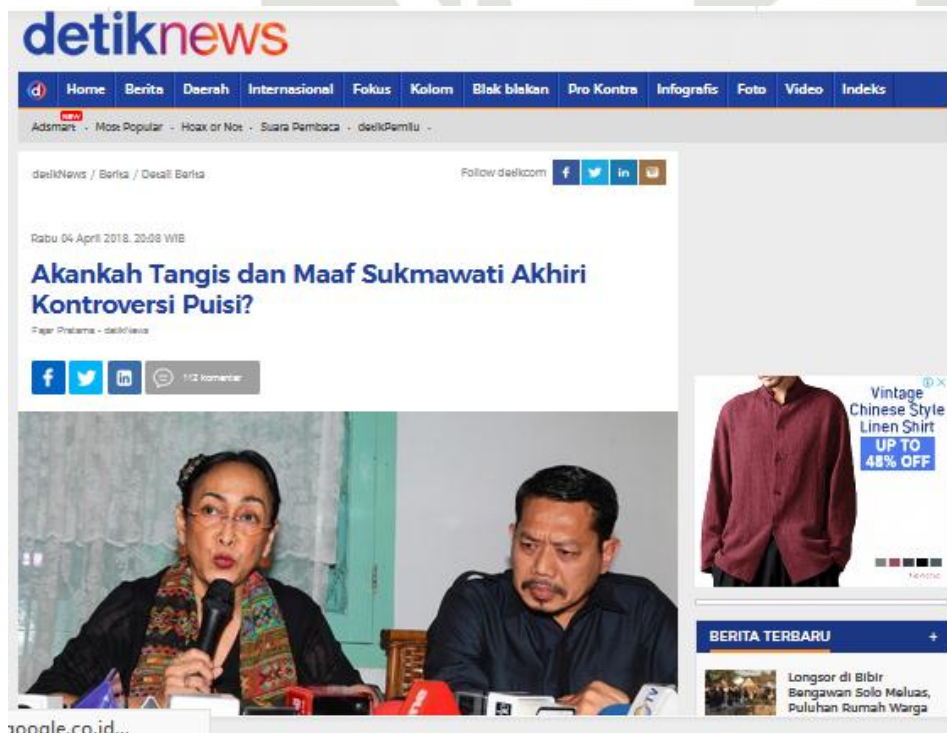 detiknews
d Home Berita Daerah Internasional Fokus Kolom Blak blakan Pro Kontra Infografis Foto Video Indeks
NEW
Adsmart - Most Popular - Hoax or Not - Suara Pembaca - detikPemilu -
detikNews / Berita / Detail Berita
Follow detikcom
Rabu 04 April 2018, 20:08 WIB
Akankah Tangis dan Maaf Sukmawati Akhiri
Kontroversi Puisi?
Fajar Pratama - detikNews
112 komentar
Vintage
Chinese Style
Linen Shirt
UP TO
48% OFF
BERITA TERBARU +
Longsor di Bibir
Bengawan Solo Meluas,
Puluhan Rumah Warga
google.co.id...